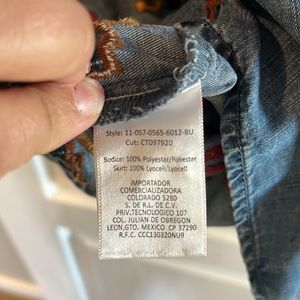 Style: 11-057-0565-6012-BU
Cut: CT097920
Bodice: 100% Polyester/Poliester
Skirt: 100% Lyocell/Lyocell
IMPORTADOR
COMERCIALIZADORA
COLORADO 5280
S. DE R.L. DE C.V.
PRIV.TECNOLOGICO 107
COL. JULIAN DE OBREGON
LEON,GTO. MEXICO CP 37290
R.F.C. CCC130320NU9